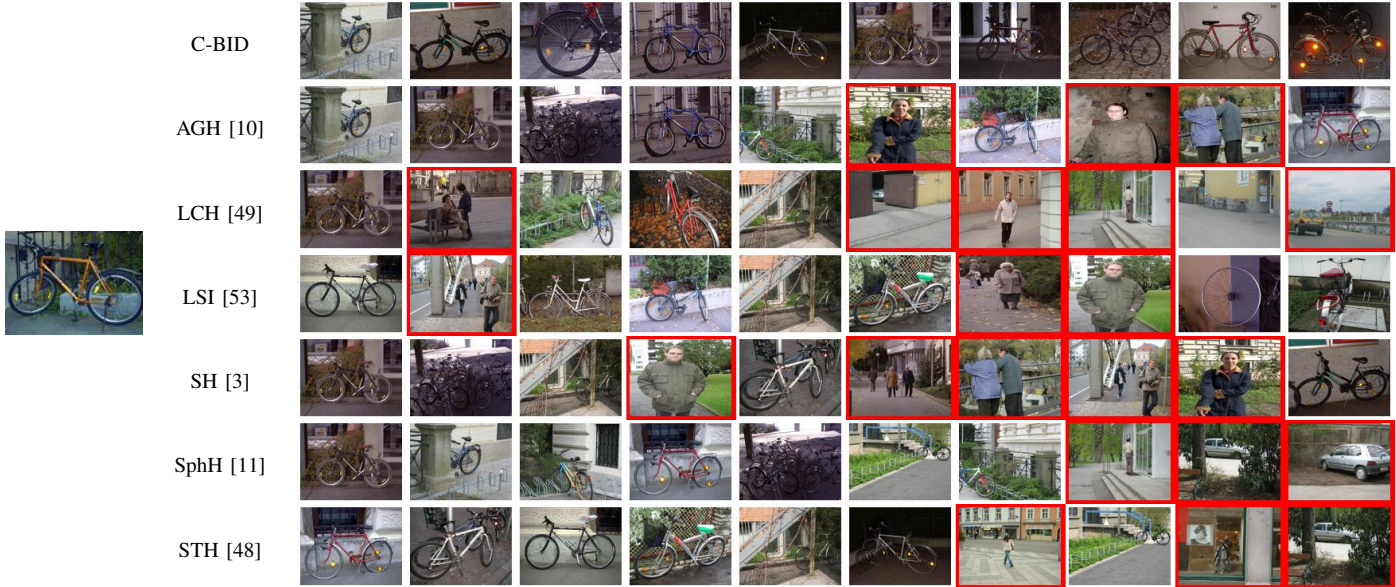 C-BID
AGH [10]
LCH [49]
LSI [53]
SH [3]
SphH [11]
STH [48]